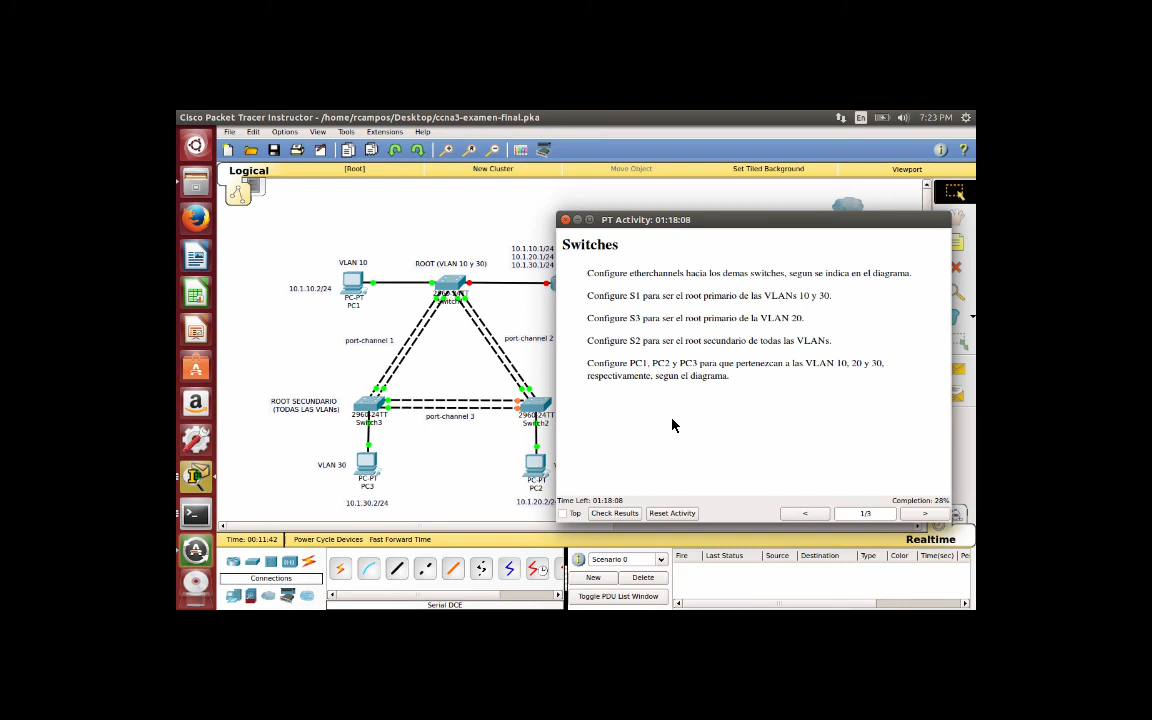 Cisco Packet Tracer Instructor - /home/rcampos/Desktop/ccna3-examen-final.pka
En
7:23 PM
File Edit Options View Tools Extensions Help
Logical
[Root]
New Cluster
Move Object
Set Tiled Background
Viewport
PT Activity: 01:18:08
Switches
Configure etherchannels hacia los demas switches, segun se indica en el diagrama.
Configure S1 para ser el root primario de las VLANs 10 y 30.
Configure S3 para ser el root primario de la VLAN 20.
Configure S2 para ser el root secundario de todas las VLANs.
Configure PC1, PC2 y PC3 para que pertenezcan a las VLAN 10, 20 y 30,
respectivamente, segun el diagrama.
Time Left: 01:18:08
Completion: 28%
Top
Check Results
Reset Activity
<
1/3
>
10.1.10.1/24
10.1.20.1/24
10.1.30.1/24
VLAN 10
ROOT (VLAN 10 y 30)
10.1.10.2/24
PC-PT
PC1
port-channel 1
port-channel 2
ROOT SECUNDARIO
(TODAS LAS VLANs)
2960-24TT
Switch3
port-channel 3
2960-24TT
Switch2
VLAN 30
PC-PT
PC3
PC-PT
PC2
10.1.30.2/24
10.1.20.2/2
Time: 00:11:42
Power Cycle Devices
Fast Forward Time
Realtime
Connections
Serial DCE
Scenario 0
New
Delete
Toggle PDU List Window
Fire
Last Status
Source
Destination
Type
Color
Time(sec)
Pe